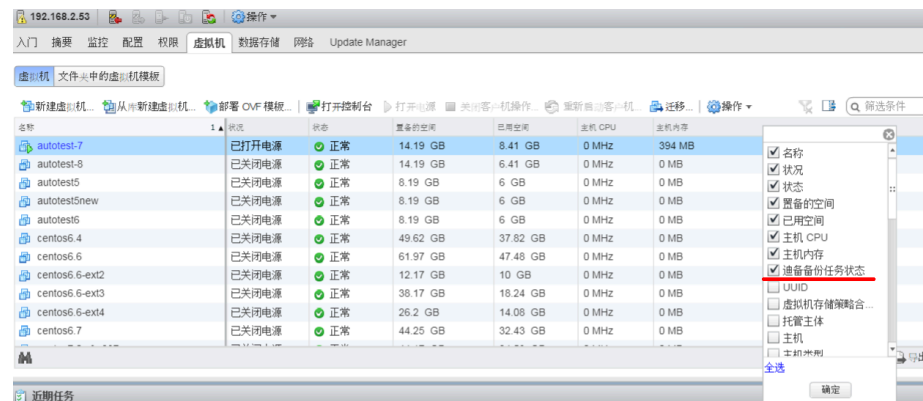 192.168.2.53 操作
入门 摘要 监控 配置 权限 虚拟机 数据存储 网络 Update Manager
虚拟机 文件夹中的虚拟机模板
新建虚拟机... 从库新建虚拟机... 部署 OVF 模板... 打开控制台 打开电源 关闭客户机操作... 重新启动客户机... 迁移... 操作 筛选条件
名称 1 状况 状态 置备的空间 已用空间 主机 CPU 主机内存
autotest-7 已打开电源 正常 14.19 GB 8.41 GB 0 MHz 394 MB
autotest-8 已关闭电源 正常 14.19 GB 6.41 GB 0 MHz 0 MB
autotest5 已关闭电源 正常 8.19 GB 6 GB 0 MHz 0 MB
autotest5new 已关闭电源 正常 8.19 GB 6 GB 0 MHz 0 MB
autotest6 已关闭电源 正常 8.19 GB 6 GB 0 MHz 0 MB
centos6.4 已关闭电源 正常 49.62 GB 37.82 GB 0 MHz 0 MB
centos6.6 已关闭电源 正常 61.97 GB 47.48 GB 0 MHz 0 MB
centos6.6-ext2 已关闭电源 正常 12.17 GB 10 GB 0 MHz 0 MB
centos6.6-ext3 已关闭电源 正常 38.17 GB 18.24 GB 0 MHz 0 MB
centos6.6-ext4 已关闭电源 正常 26.2 GB 14.08 GB 0 MHz 0 MB
centos6.7 已关闭电源 正常 44.25 GB 32.43 GB 0 MHz 0 MB
名称
状况
状态
置备的空间
已用空间
主机 CPU
主机内存
迪备备份任务状态
UUID
虚拟机存储策略合...
托管主体
主机
主机类型
全选
确定
近期任务